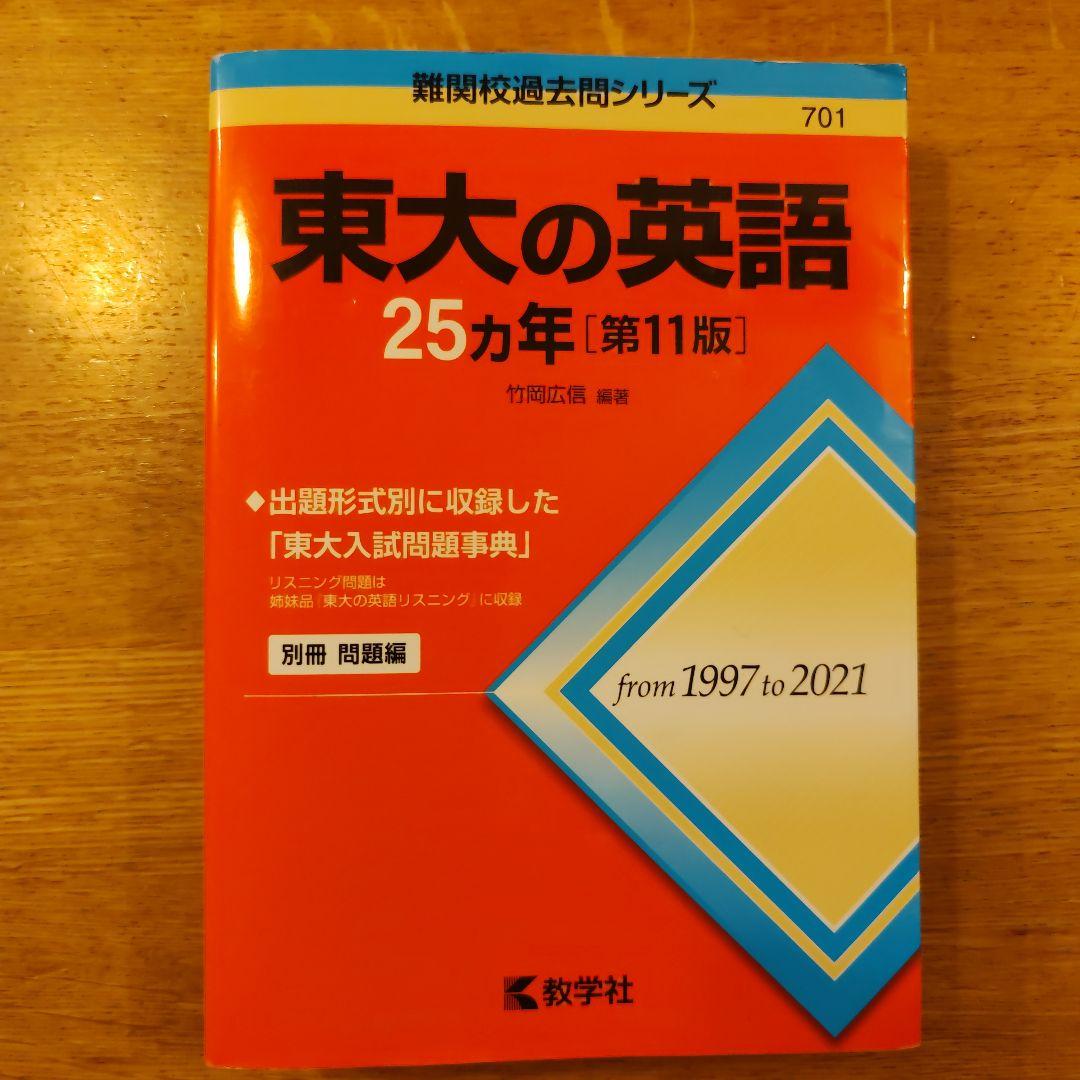 難関校過去問シリーズ
701
東大の英語
25カ年[第11版]
竹岡広信 編著
◆出題形式別に収録した
「東大入試問題事典」
リスニング問題は
姉妹品『東大の英語リスニング』に収録
別冊 問題編
from 1997 to 2021
教学社